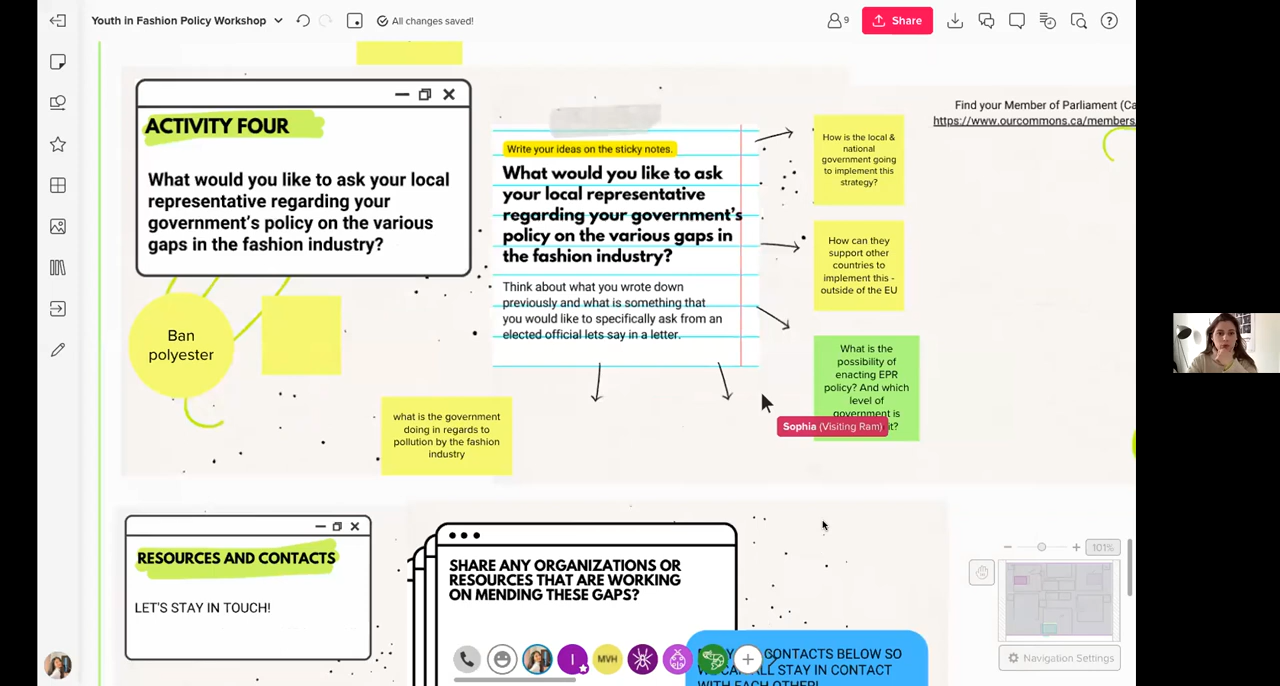 Youth in Fashion Policy Workshop
All changes saved!
9
Share
ACTIVITY FOUR
What would you like to ask your local
representative regarding your
government's policy on the various
gaps in the fashion industry?
Write your ideas on the sticky notes.
What would you like to ask
your local representative
regarding your government's
policy on the various gaps in
the fashion industry?
Think about what you wrote down
previously and what is something that
you would like to specifically ask from an
elected official lets say in a letter.
How is the local &
national
government going
to implement this
strategy?
How can they
support other
countries to
implement this -
outside of the EU
What is the
possibility of
enacting EPR
policy? And which
level of
government is
it?
Sophia (Visiting Ram)
Find your Member of Parliament (Ca
https://www.ourcommons.ca/members
Ban
polyester
what is the government
doing in regards to
pollution by the fashion
industry
RESOURCES AND CONTACTS
LET'S STAY IN TOUCH!
SHARE ANY ORGANIZATIONS OR
RESOURCES THAT ARE WORKING
ON MENDING THESE GAPS?
CONTACTS BELOW SO
ALL STAY IN CONTACT
WITH EACH OTHER!
I
MVH
101%
Navigation Settings